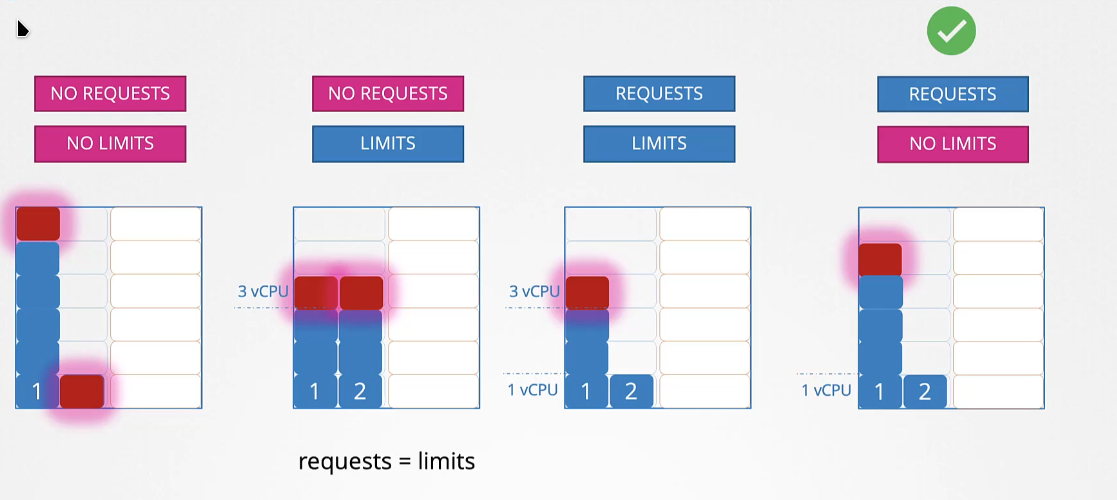 NO REQUESTS
NO LIMITS
1
NO REQUESTS
LIMITS
3 vCPU
1 2
requests = limits
REQUESTS
LIMITS
3 vCPU
1 vCPU
1 2
REQUESTS
NO LIMITS
1 vCPU
1 2